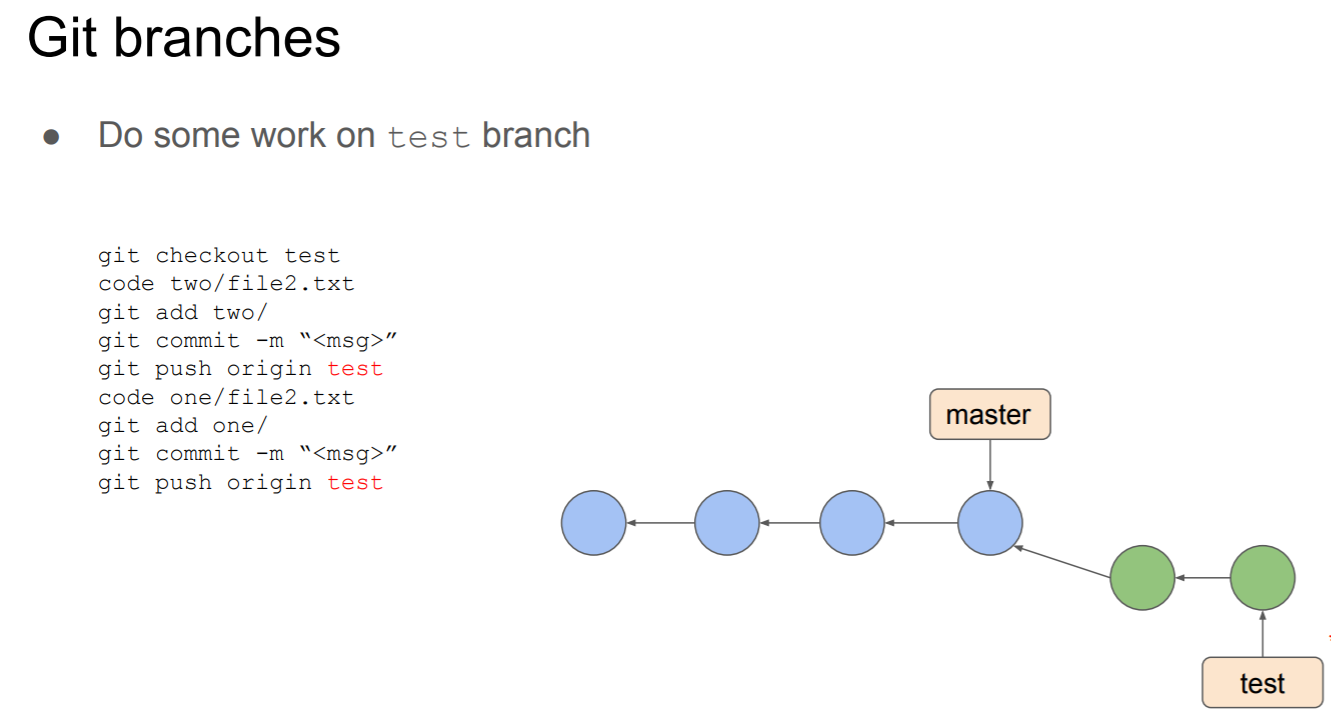 Git branches
● Do some work on test branch
git checkout test
code two/file2.txt
git add two/
git commit -m “<msg>”
git push origin test
code one/file2.txt
git add one/
git commit -m “<msg>”
git push origin test
master
test